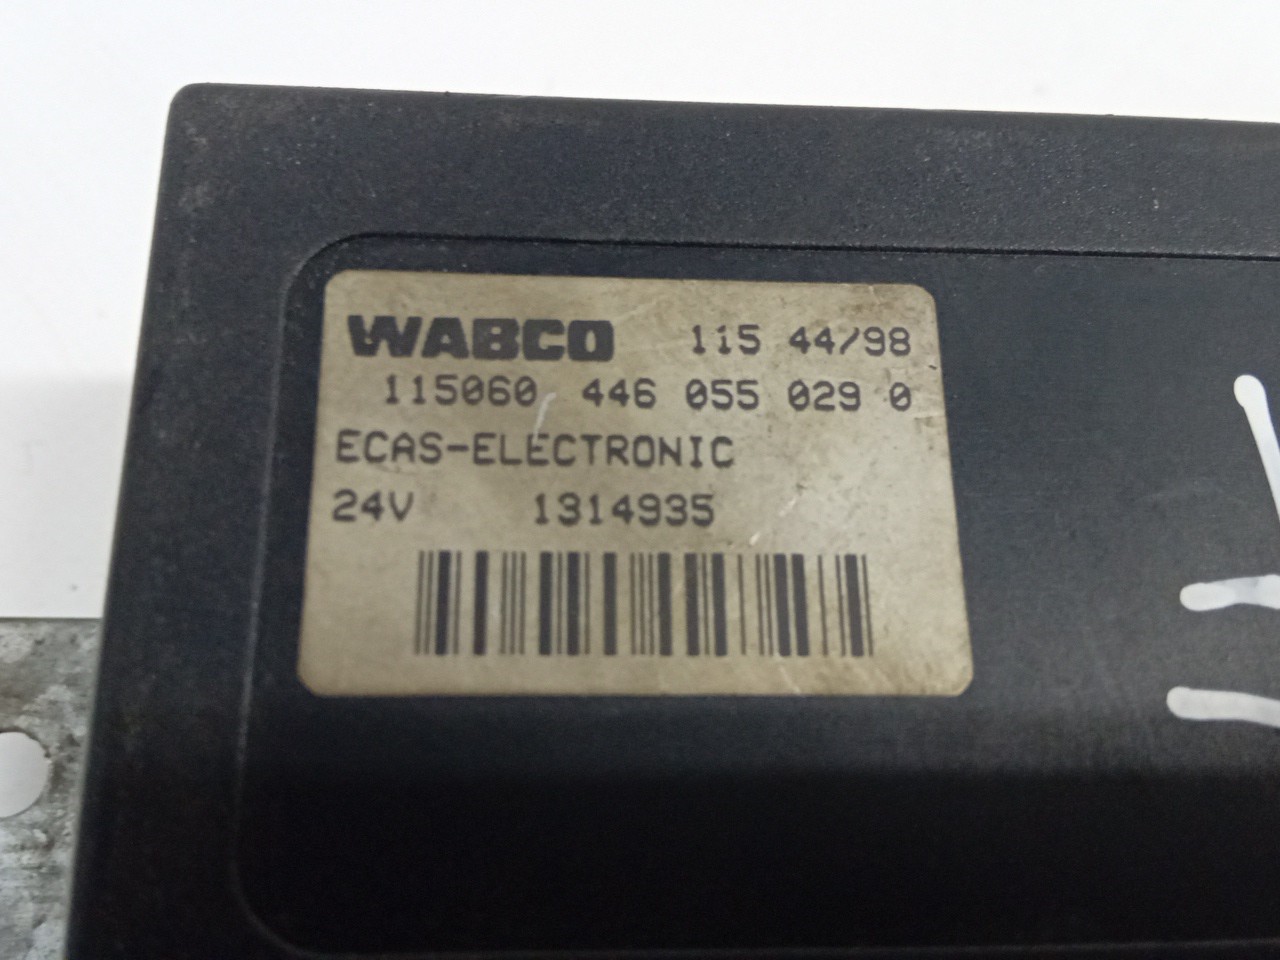 WABCO 115 44/98
115060 446 055 029 0
ECAS-ELECTRONIC
24V 1314935